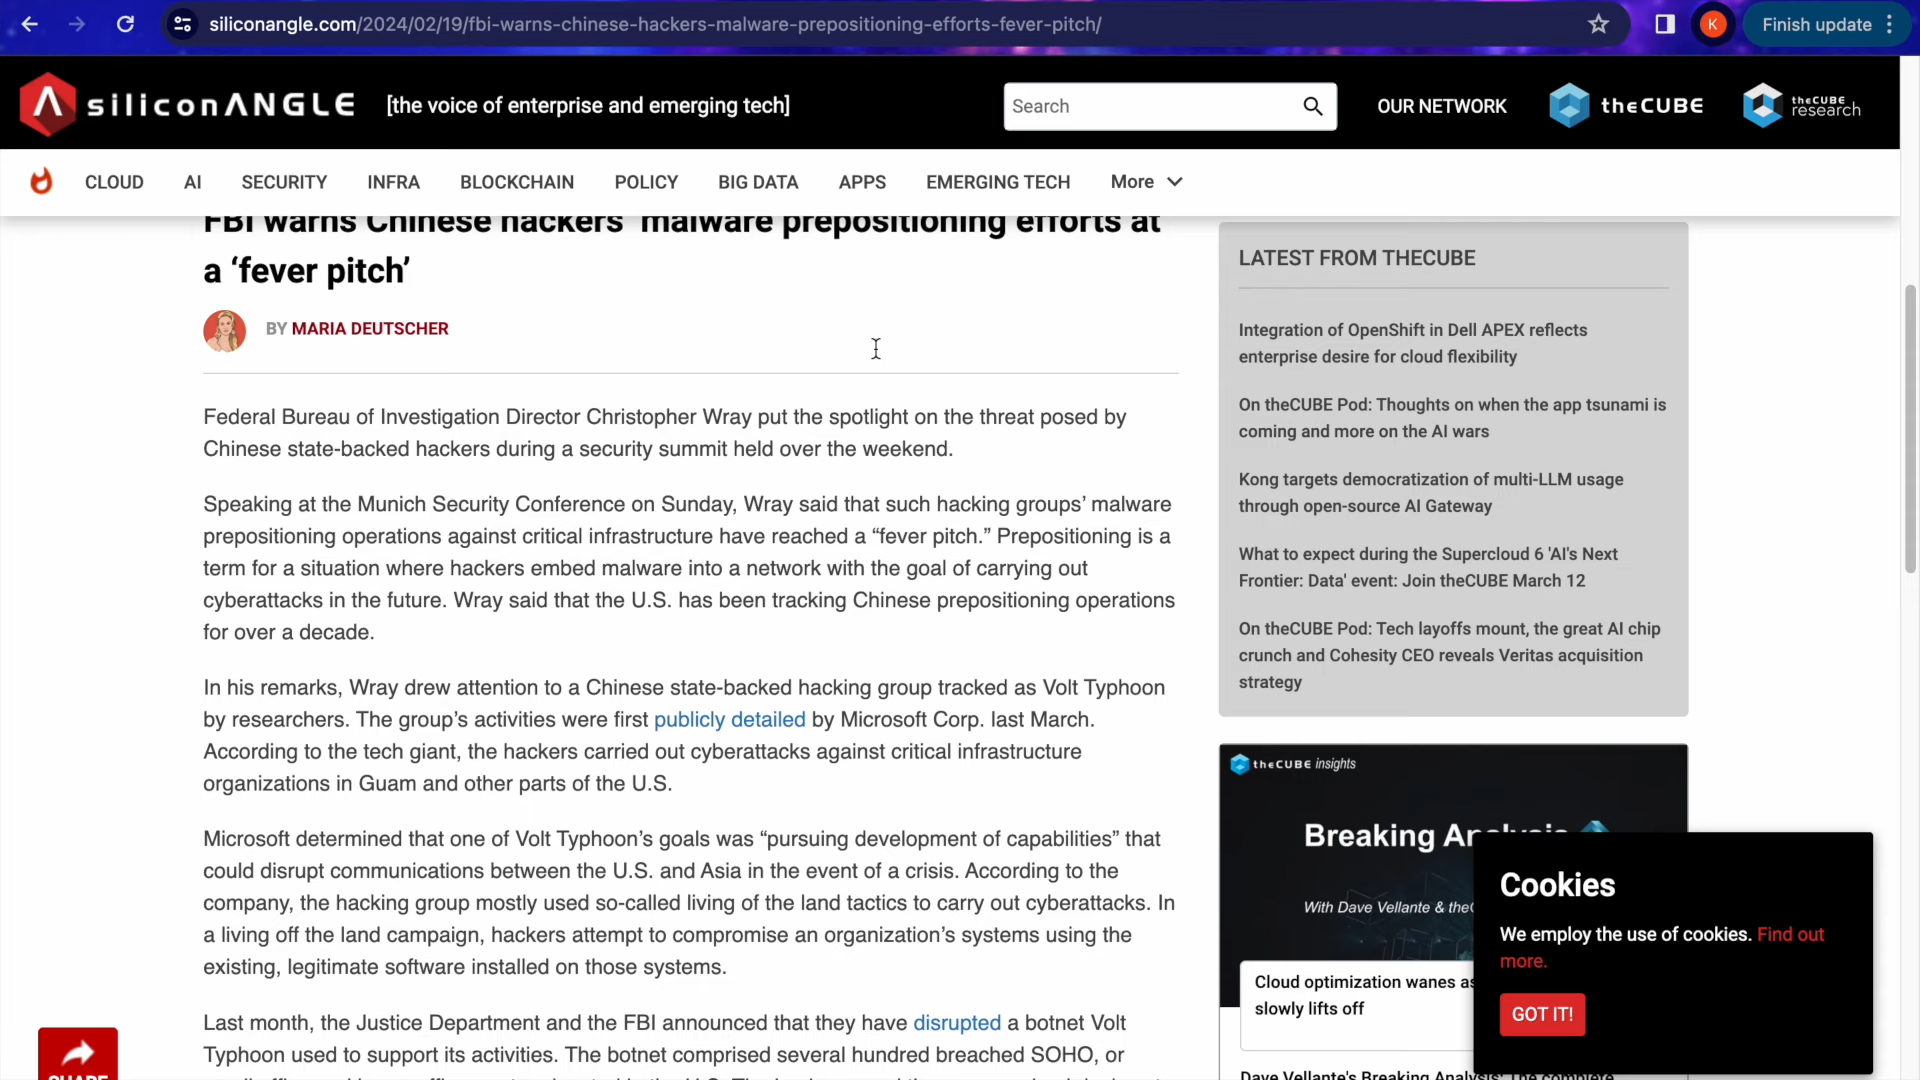 siliconangle.com/2024/02/19/fbi-warns-chinese-hackers-malware-prepositioning-efforts-fever-pitch/
K
Finish update
siliconANGLE
[the voice of enterprise and emerging tech]
Search
OUR NETWORK
theCUBE
theCUBE
research
CLOUD AI SECURITY INFRA BLOCKCHAIN POLICY BIG DATA APPS EMERGING TECH More
FBI warns Chinese hackers’ malware prepositioning efforts at
a ‘fever pitch’
BY MARIA DEUTSCHER
Federal Bureau of Investigation Director Christopher Wray put the spotlight on the threat posed by
Chinese state-backed hackers during a security summit held over the weekend.
Speaking at the Munich Security Conference on Sunday, Wray said that such hacking groups’ malware
prepositioning operations against critical infrastructure have reached a “fever pitch.” Prepositioning is a
term for a situation where hackers embed malware into a network with the goal of carrying out
cyberattacks in the future. Wray said that the U.S. has been tracking Chinese prepositioning operations
for over a decade.
In his remarks, Wray drew attention to a Chinese state-backed hacking group tracked as Volt Typhoon
by researchers. The group’s activities were first publicly detailed by Microsoft Corp. last March.
According to the tech giant, the hackers carried out cyberattacks against critical infrastructure
organizations in Guam and other parts of the U.S.
Microsoft determined that one of Volt Typhoon’s goals was “pursuing development of capabilities” that
could disrupt communications between the U.S. and Asia in the event of a crisis. According to the
company, the hacking group mostly used so-called living of the land tactics to carry out cyberattacks. In
a living off the land campaign, hackers attempt to compromise an organization’s systems using the
existing, legitimate software installed on those systems.
Last month, the Justice Department and the FBI announced that they have disrupted a botnet Volt
Typhoon used to support its activities. The botnet comprised several hundred breached SOHO, or
SHARE
LATEST FROM THECUBE
Integration of OpenShift in Dell APEX reflects
enterprise desire for cloud flexibility
On theCUBE Pod: Thoughts on when the app tsunami is
coming and more on the AI wars
Kong targets democratization of multi-LLM usage
through open-source AI Gateway
What to expect during the Supercloud 6 'AI's Next
Frontier: Data' event: Join theCUBE March 12
On theCUBE Pod: Tech layoffs mount, the great AI chip
crunch and Cohesity CEO reveals Veritas acquisition
strategy
theCUBE insights
Breaking Analysis
With Dave Vellante & the
Cloud optimization wanes as
slowly lifts off
Dave Vellante's Breaking Analysis: The complete
Cookies
We employ the use of cookies. Find out
more.
GOT IT!